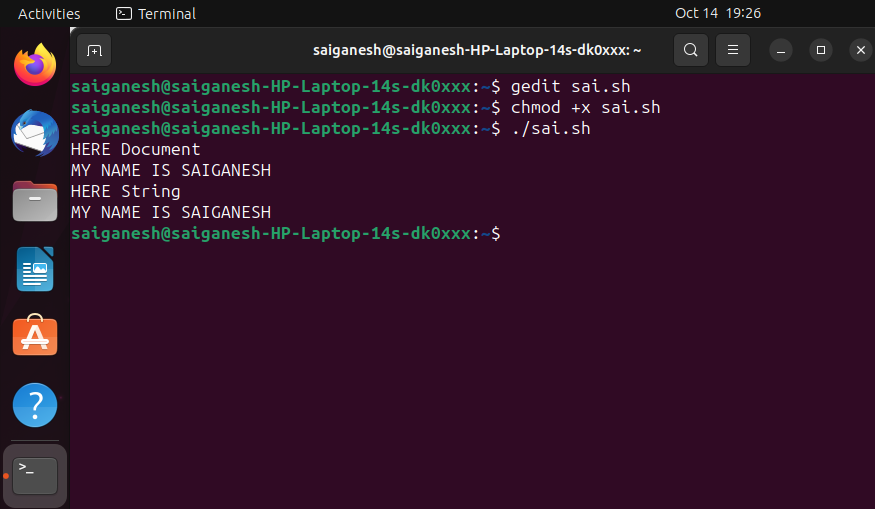 Activities
Terminal
Oct 14 19:26
saiganesh@saiganesh-HP-Laptop-14s-dk0xxx: ~
saiganesh@saiganesh-HP-Laptop-14s-dk0xxx:~$ gedit sai.sh
saiganesh@saiganesh-HP-Laptop-14s-dk0xxx:~$ chmod +x sai.sh
saiganesh@saiganesh-HP-Laptop-14s-dk0xxx:~$ ./sai.sh
HERE Document
MY NAME IS SAIGANESH
HERE String
MY NAME IS SAIGANESH
saiganesh@saiganesh-HP-Laptop-14s-dk0xxx:~$